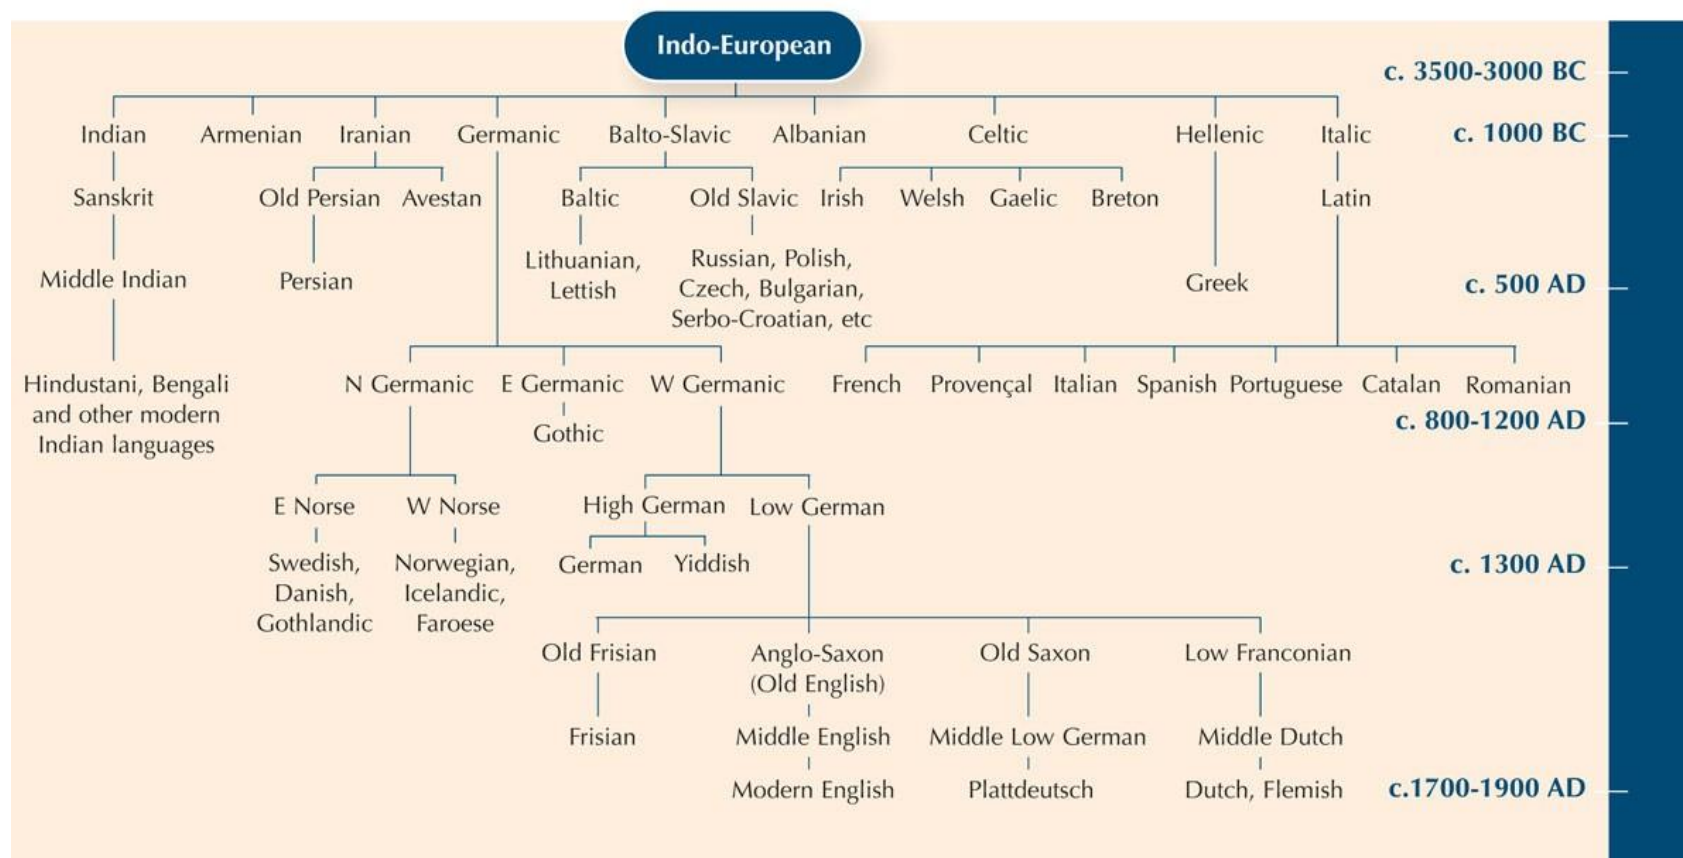 Indo-European
c. 3500-3000 BC
Indian Armenian Iranian Germanic Balto-Slavic Albanian Celtic Hellenic Italic c. 1000 BC
Sanskrit Old Persian Avestan Baltic Old Slavic Irish Welsh Gaelic Breton Latin
Middle Indian
Persian
Lithuanian,
Lettish
Russian, Polish,
Czech, Bulgarian,
Serbo-Croatian, etc
Greek
c. 500 AD
Hindustani, Bengali
and other modern
Indian languages
N Germanic E Germanic W Germanic French Provençal Italian Spanish Portuguese Catalan Romanian
Gothic
c. 800-1200 AD
E Norse W Norse High German Low German
Swedish,
Danish,
Gothlandic
Norwegian,
Icelandic,
Faroese
German Yiddish
c. 1300 AD
Old Frisian
Anglo-Saxon
(Old English)
Old Saxon
Low Franconian
Frisian Middle English Middle Low German Middle Dutch
Modern English Plattdeutsch Dutch, Flemish c.1700-1900 AD